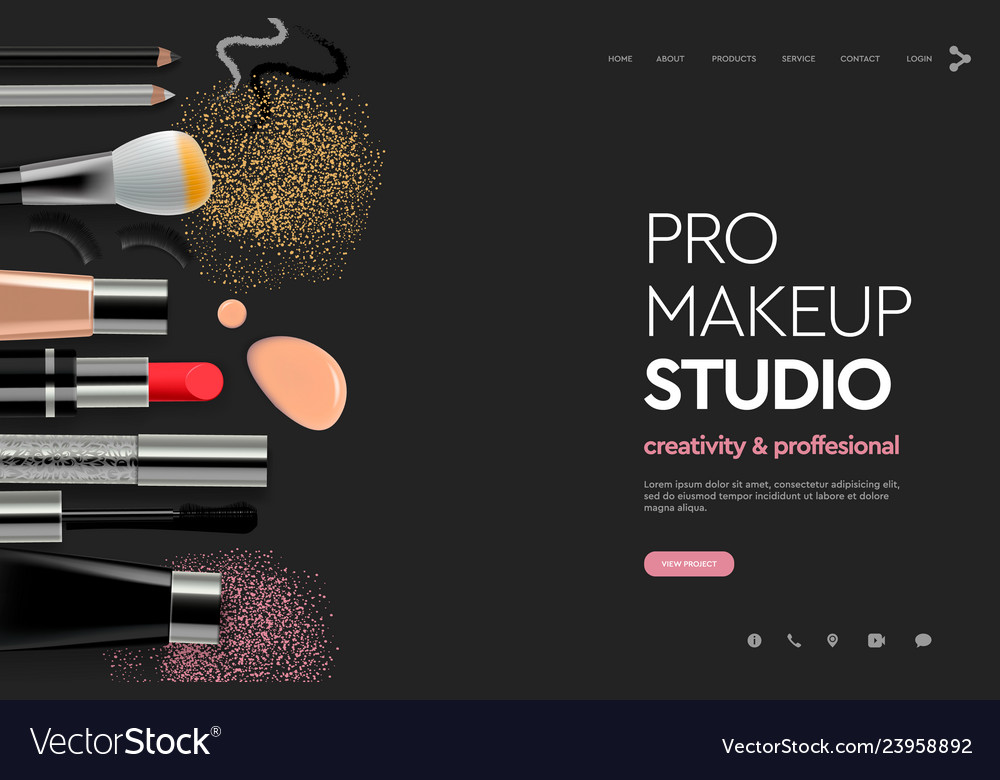 HOME ABOUT PRODUCTS SERVICE CONTACT LOGIN
PRO
MAKEUP
STUDIO
creativity & proffesional
Lorem ipsum dolor sit amet, consectetur adipisicing elit,
sed do eiusmod tempor incididunt ut labore et dolore
magna aliqua.
VIEW PROJECT
VectorStock®
VectorStock.com/23958892